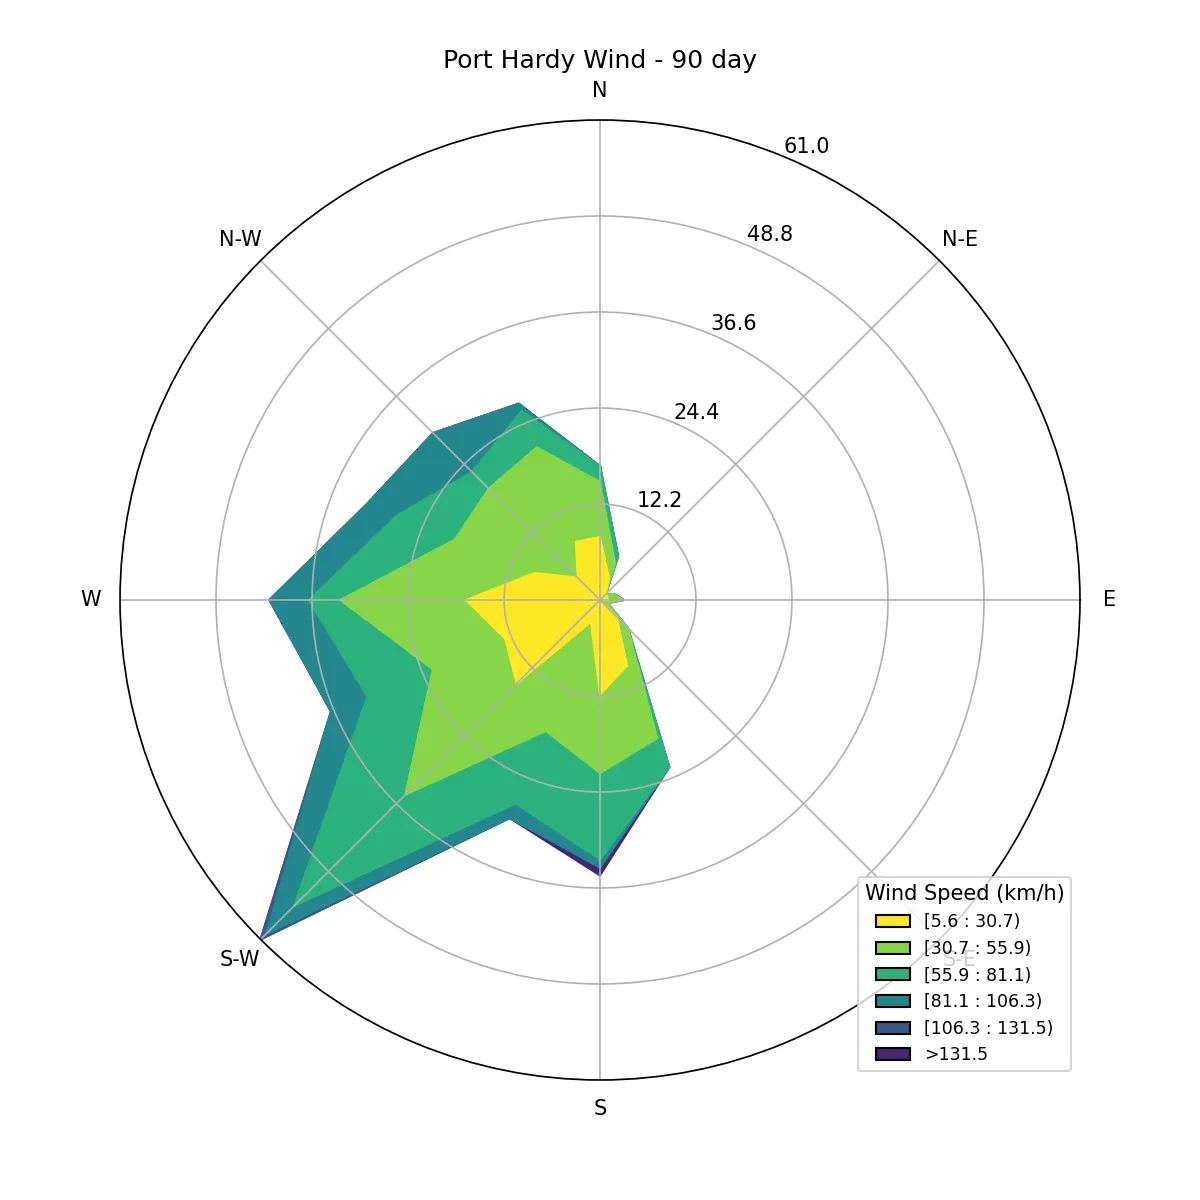 Port Hardy Wind - 90 day
N
61.0
N-W
48.8
N-E
36.6
24.4
12.2
W
E
S-W
S-E
S
Wind Speed (km/h)
[5.6 : 30.7)
[30.7 : 55.9)
[55.9 : 81.1)
[81.1 : 106.3)
[106.3 : 131.5)
>131.5